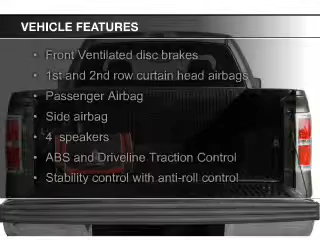 VEHICLE FEATURES
• Front Ventilated disc brakes
• 1st and 2nd row curtain head airbags
• Passenger Airbag
• Side airbag
• 4 speakers
• ABS and Driveline Traction Control
• Stability control with anti-roll control